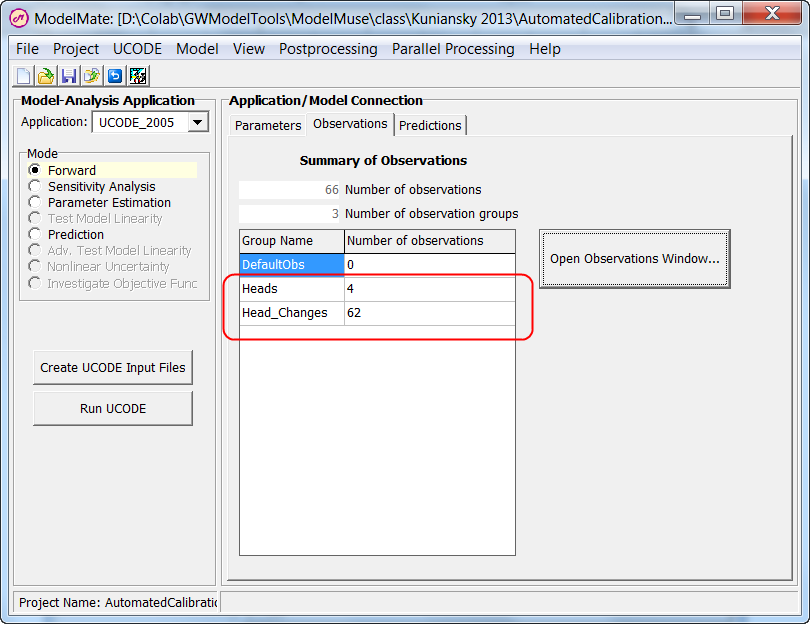 ModelMate: [D:\Colab\GWModelTools\ModelMuse\class\Kuniansky 2013\AutomatedCalibration...
File Project UCODE Model View Postprocessing Parallel Processing Help
Model-Analysis Application
Application: UCODE_2005
Mode
Forward
Sensitivity Analysis
Parameter Estimation
Test Model Linearity
Prediction
Adv. Test Model Linearity
Nonlinear Uncertainty
Investigate Objective Func
Create UCODE Input Files
Run UCODE
Application/Model Connection
Parameters Observations Predictions
Summary of Observations
66 Number of observations
3 Number of observation groups
Group Name Number of observations
DefaultObs 0
Heads 4
Head_Changes 62
Open Observations Window...
Project Name: AutomatedCalibratic